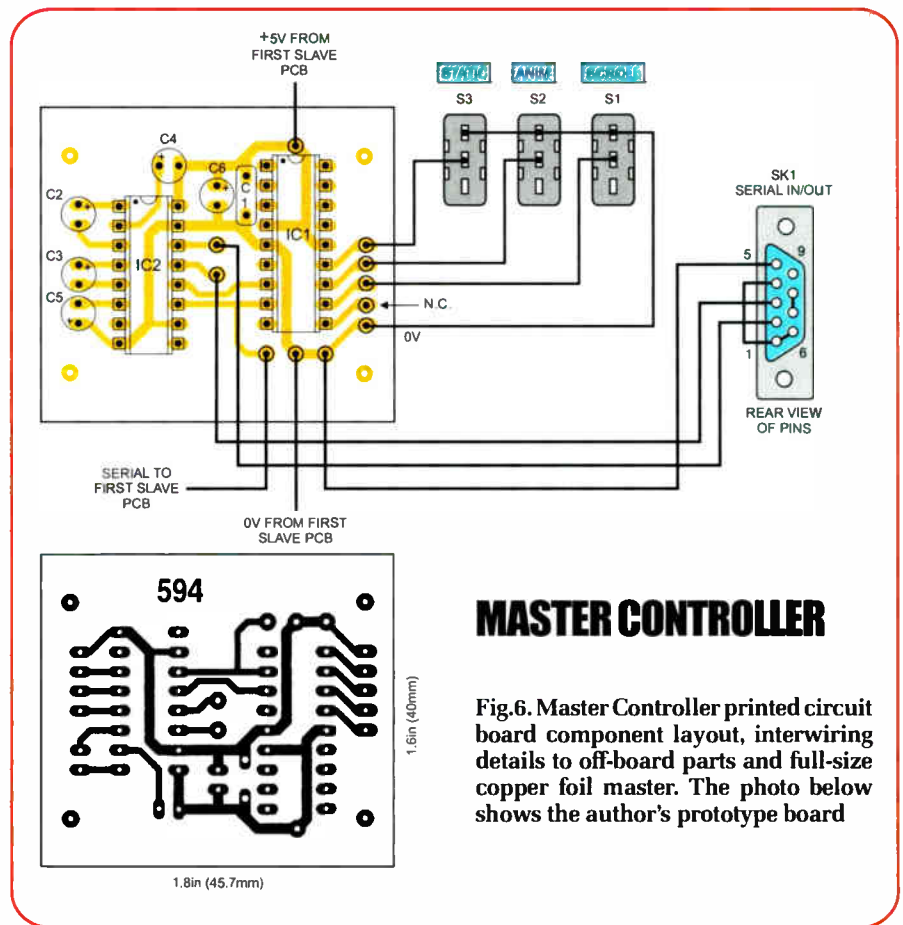 +5V FROM
FIRST SLAVE
PCB
STATIC
ANIM
SCROLL
S3
S2
S1
C4
C6
C
1
C2
IC1
SK1
SERIAL IN/OUT
5
9
C3
IC2
C5
N.C.
0V
1
6
REAR VIEW
OF PINS
SERIAL TO
FIRST SLAVE
PCB
0V FROM FIRST
SLAVE PCB
594
1.6in (40mm)
1.8in (45.7mm)
MASTER CONTROLLER
Fig.6. Master Controller printed circuit
board component layout, interwiring
details to off-board parts and full-size
copper foil master. The photo below
shows the author's prototype board